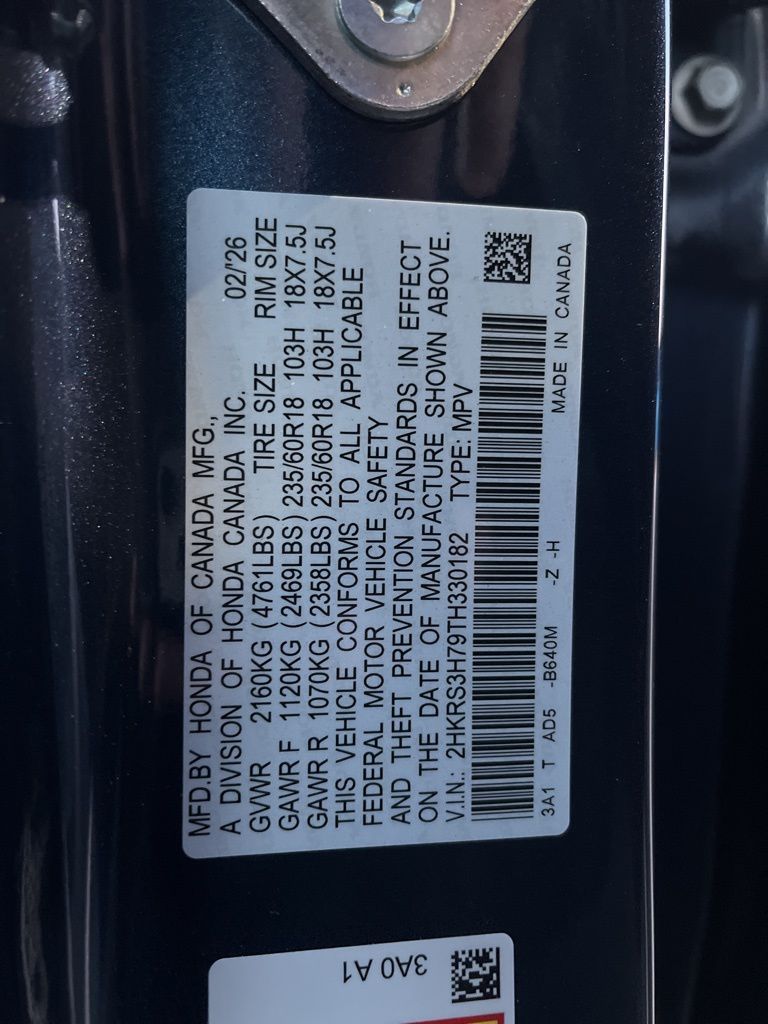 MFD.BY HONDA OF CANADA MFG.,
A DIVISION OF HONDA CANADA INC. 02/'26
GVWR 2160KG (4761LBS) TIRE SIZE RIM SIZE
GAWR F 1120KG (2469LBS) 235/60R18 103H 18X7.5J
GAWR R 1070KG (2358LBS) 235/60R18 103H 18X7.5J
THIS VEHICLE CONFORMS TO ALL APPLICABLE
FEDERAL MOTOR VEHICLE SAFETY
AND THEFT PREVENTION STANDARDS IN EFFECT
ON THE DATE OF MANUFACTURE SHOWN ABOVE.
V.I.N.: 2HKRS3H79TH330182 TYPE: MPV
3A1 T AD5 -B640M -Z -H MADE IN CANADA
3A0 A1